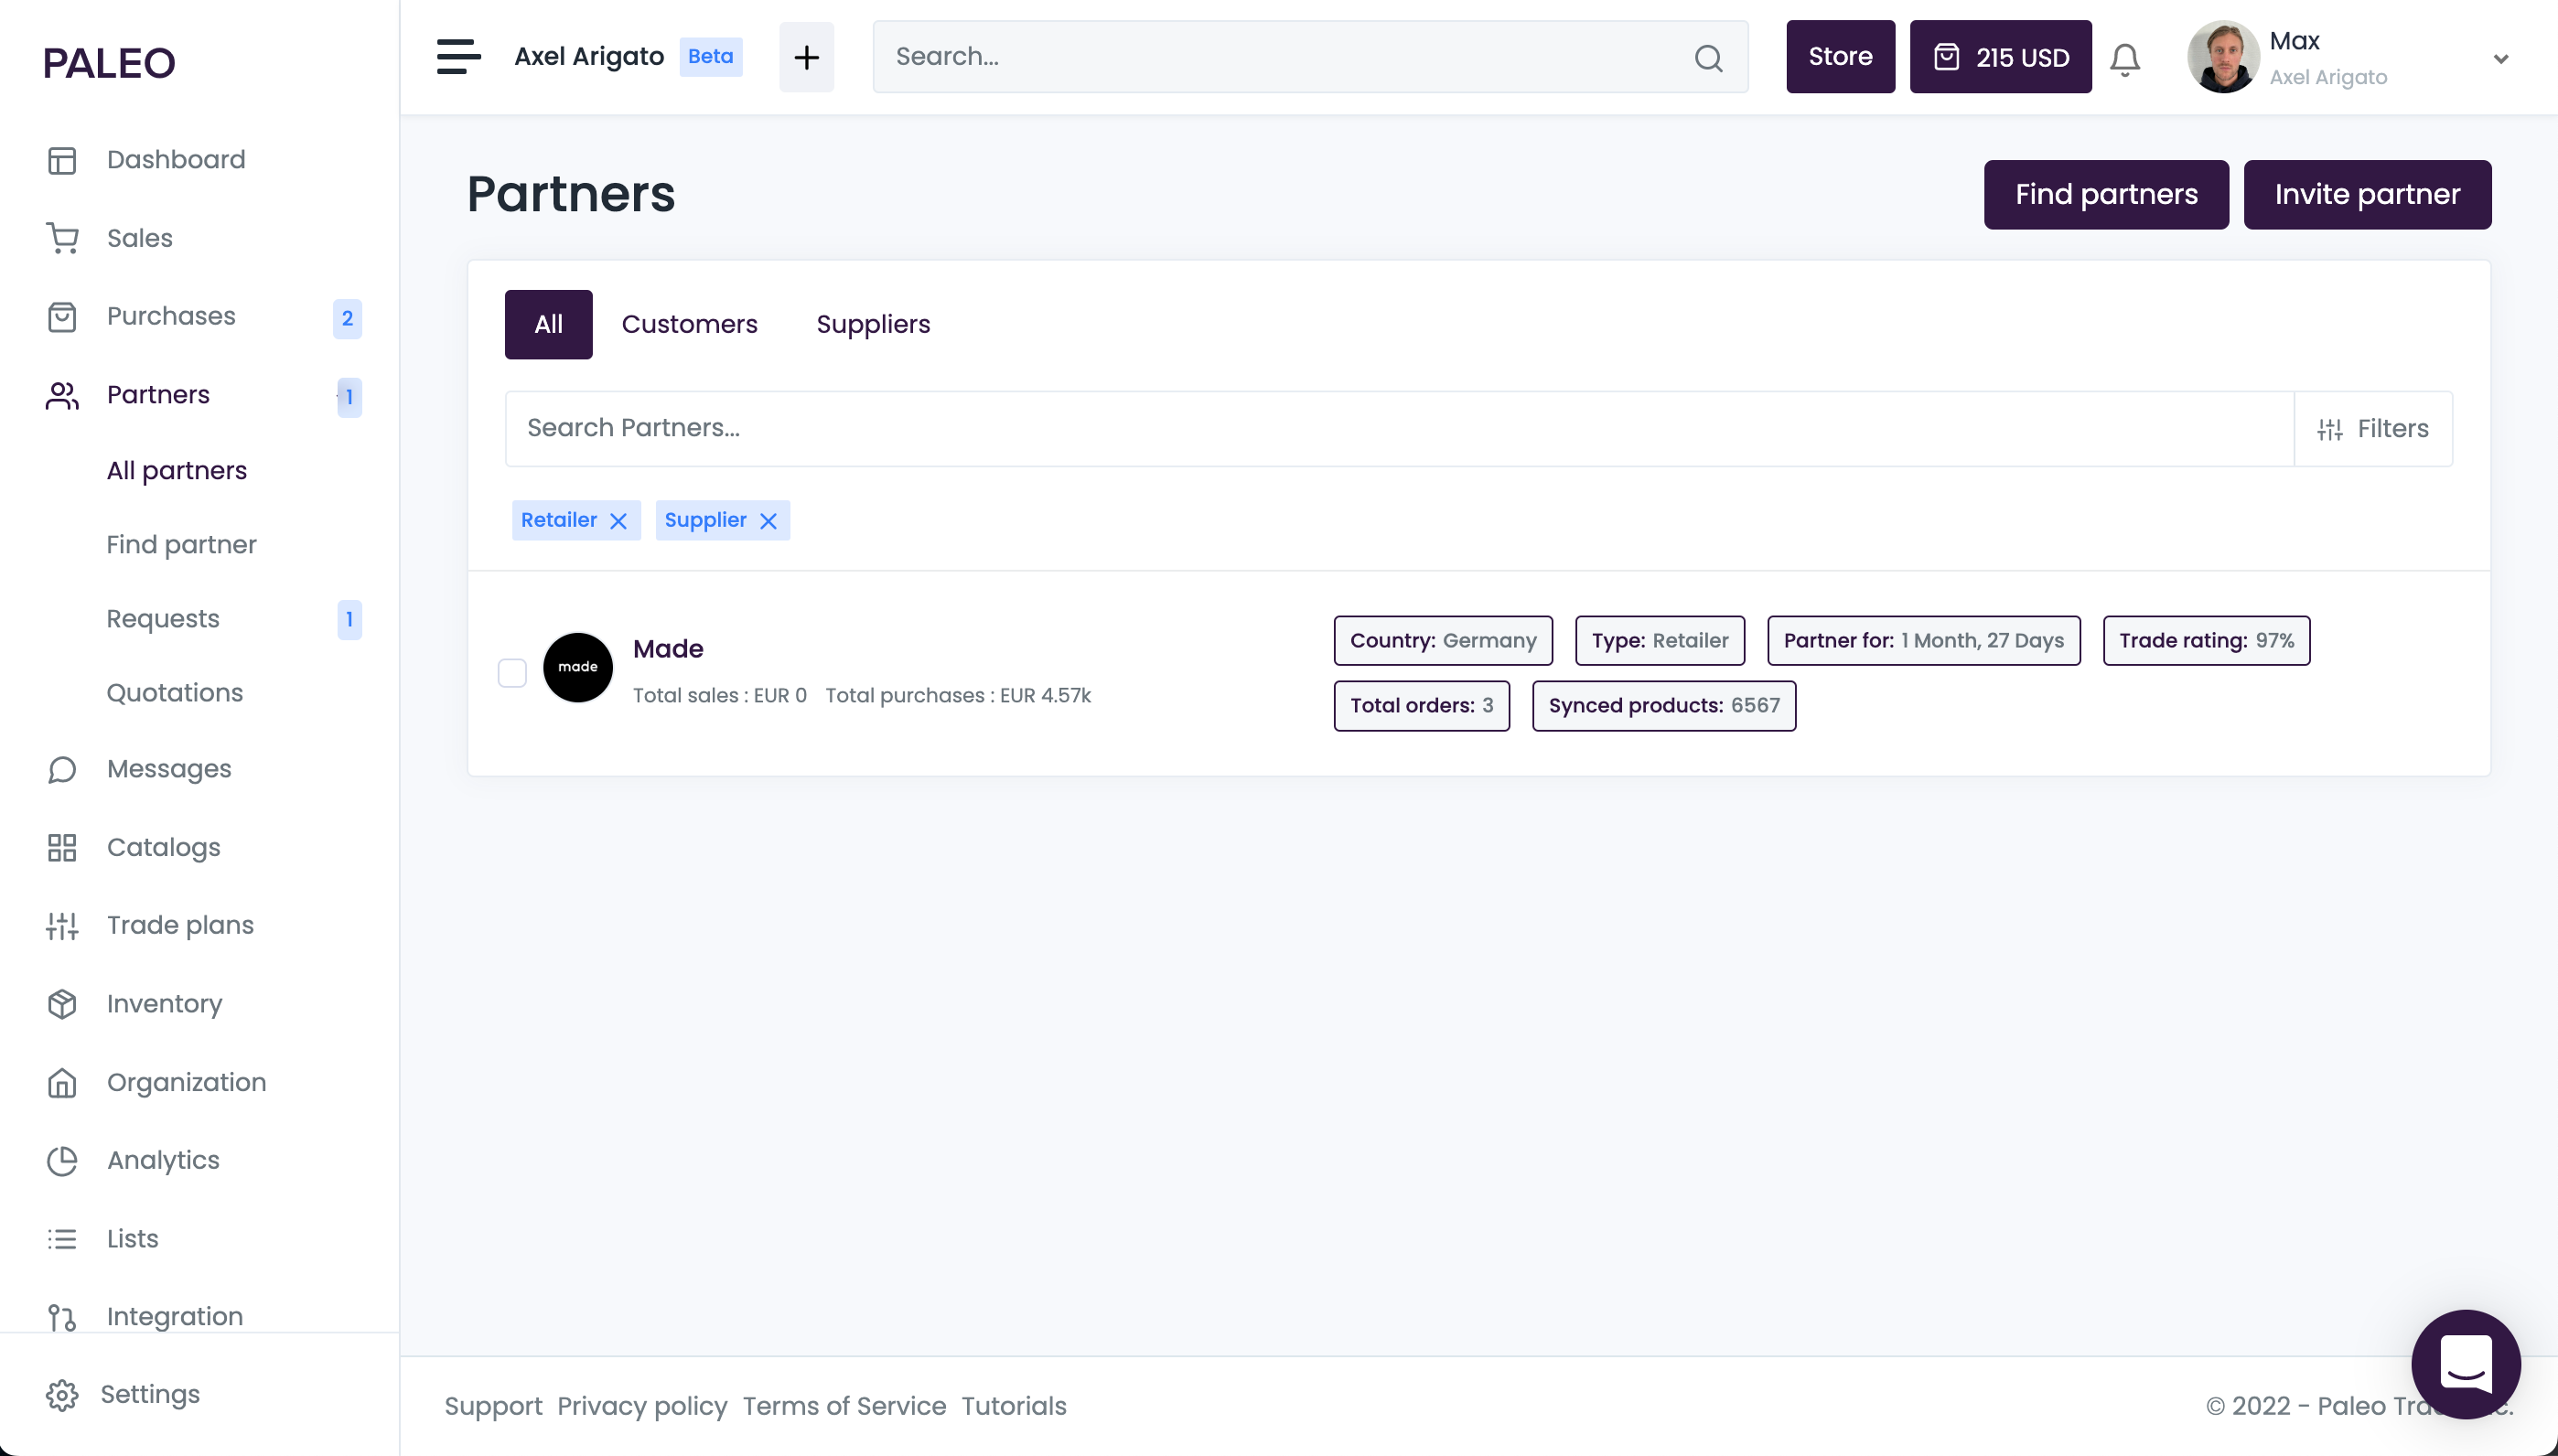 PALEO
Dashboard
Sales
Purchases 2
Partners 1
All partners
Find partner
Requests 1
Quotations
Messages
Catalogs
Trade plans
Inventory
Organization
Analytics
Lists
Integration
Settings
Axel Arigato Beta + Search... Store 215 USD Max
Axel Arigato
Partners Find partners Invite partner
All Customers Suppliers
Search Partners... Filters
Retailer Supplier
made
Made
Total sales : EUR 0 Total purchases : EUR 4.57k
Country: Germany Type: Retailer Partner for: 1 Month, 27 Days Trade rating: 97%
Total orders: 3 Synced products: 6567
Support Privacy policy Terms of Service Tutorials
© 2022 - Paleo